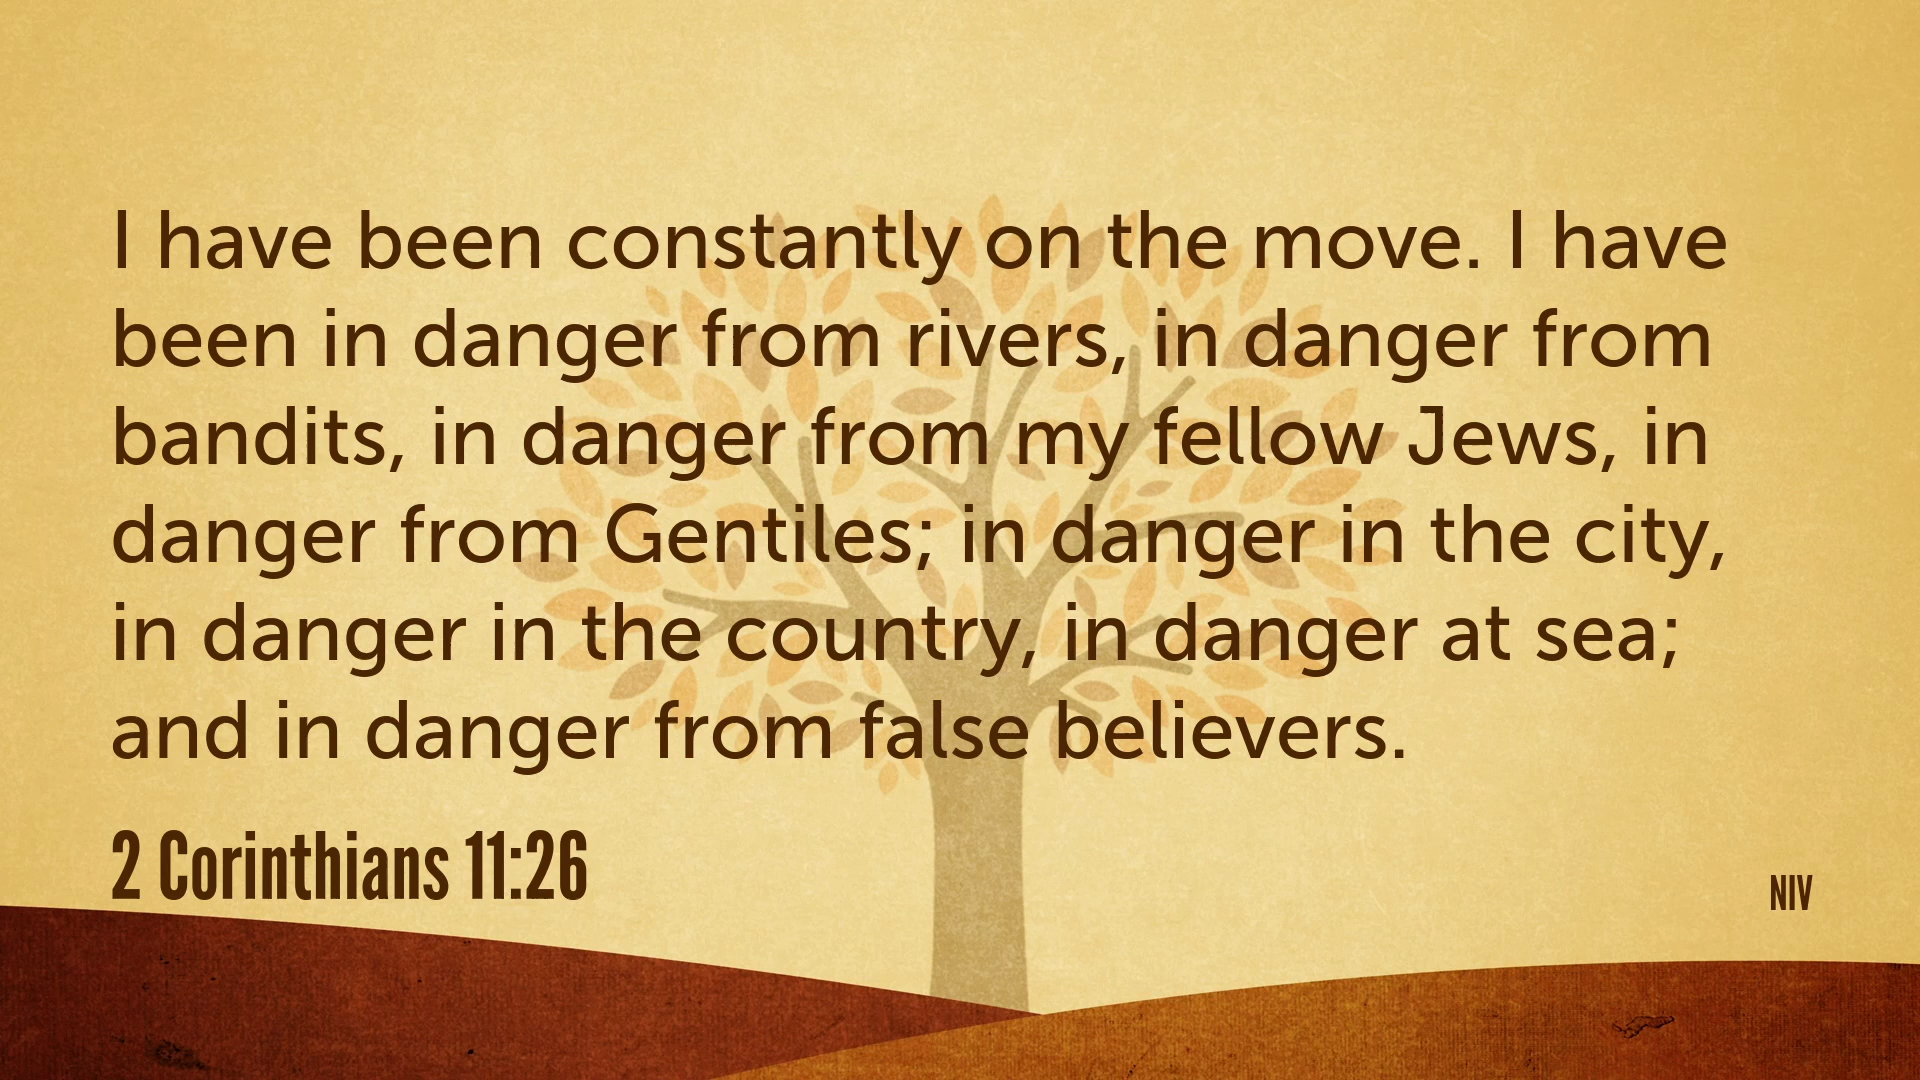 I have been constantly on the move. I have
been in danger from rivers, in danger from
bandits, in danger from my fellow Jews, in
danger from Gentiles; in danger in the city,
in danger in the country, in danger at sea;
and in danger from false believers.
2 Corinthians 11:26
NIV